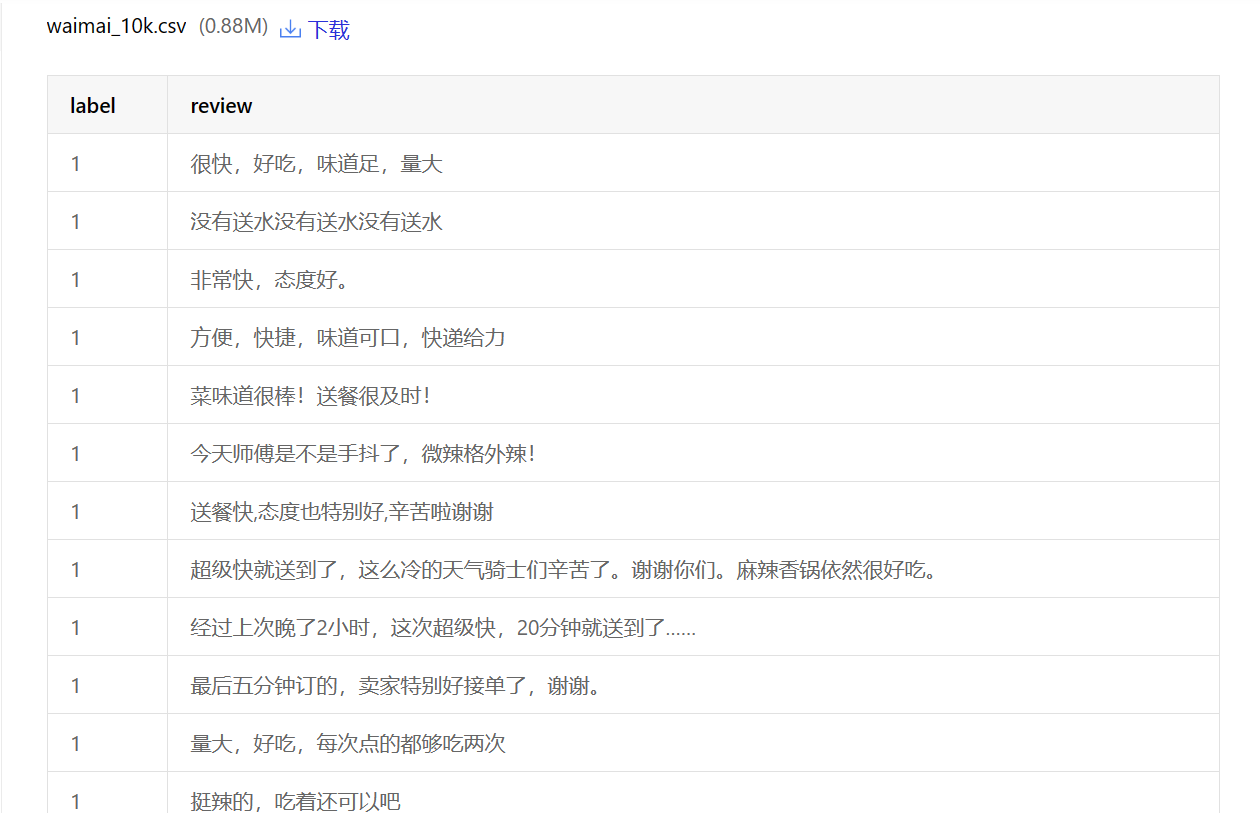 waimai_10k.csv (0.88M) 下载
label review
1 很快，好吃，味道足，量大
1 没有送水没有送水没有送水
1 非常快，态度好。
1 方便，快捷，味道可口，快递给力
1 菜味道很棒！送餐很及时！
1 今天师傅是不是手抖了，微辣格外辣！
1 送餐快,态度也特别好,辛苦啦谢谢
1 超级快就送到了，这么冷的天气骑士们辛苦了。谢谢你们。麻辣香锅依然很好吃。
1 经过上次晚了2小时，这次超级快，20分钟就送到了……
1 最后五分钟订的，卖家特别好接单了，谢谢。
1 量大，好吃，每次点的都够吃两次
1 挺辣的，吃着还可以吧